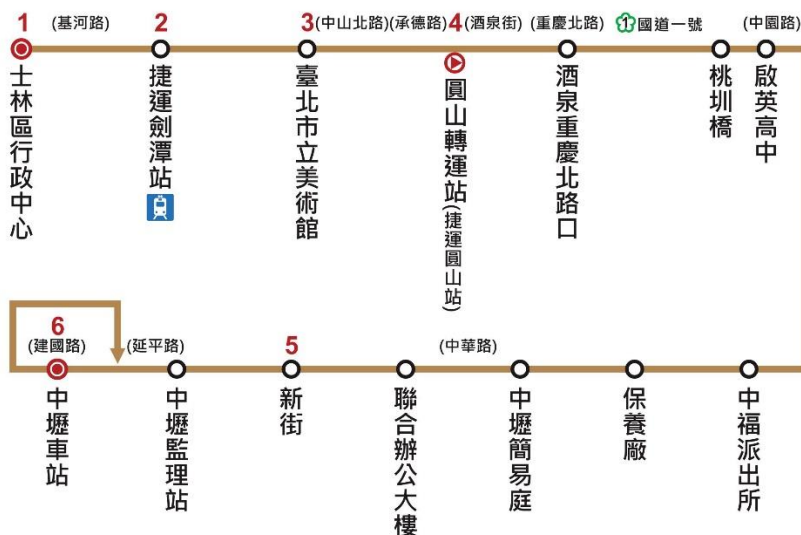 1 (基河路) 2 3 (中山北路)(承德路) 4 (酒泉街) (重慶北路) 1 國道一號 (中園路)
士林區行政中心
捷運劍潭站
臺北市立美術館
圓山轉運站(捷運圓山站)
酒泉重慶北路口
桃圳橋
啟英高中
6 5
(建國路) (延平路) (中華路)
中壢車站
中壢監理站
新街
聯合辦公大樓
中壢簡易庭
保養廠
中福派出所